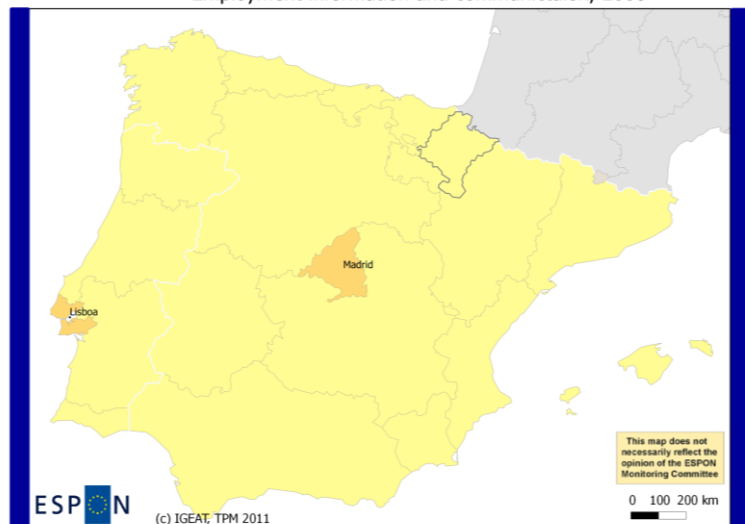 Madrid
Lisboa
This map does not
necessarily reflect the
opinion of the ESPON
Monitoring Committee
ESPON
(c) IGEAT, TPM 2011
0 100 200 km